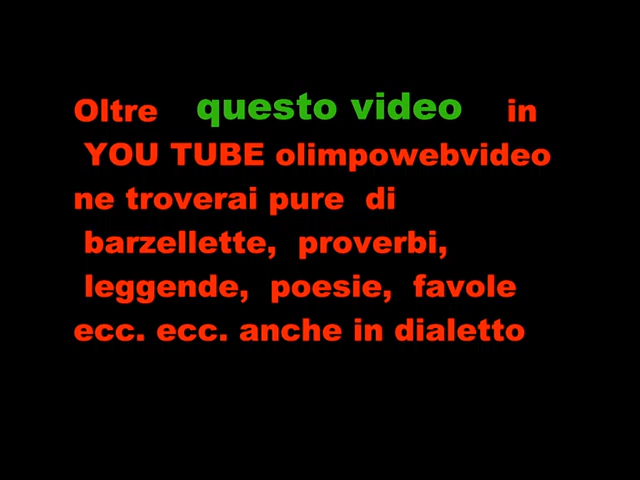 Oltre questo video in
YOU TUBE olimpowebvideo
ne troverai pure di
barzellette, proverbi,
leggende, poesie, favole
ecc. ecc. anche in dialetto